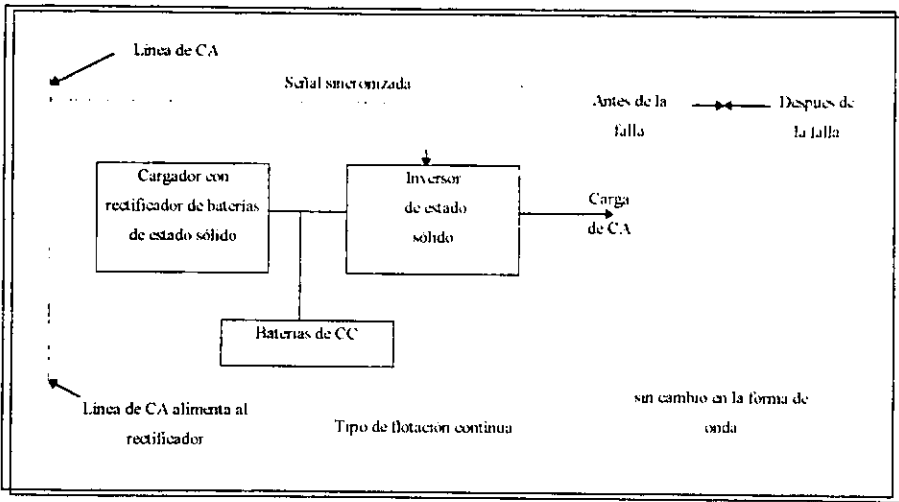 Línea de CA
Señal sincronizada
Antes de la
falla
Despues de
la falla
Cargador con
rectificador de baterías
de estado sólido
Inversor
de estado
sólido
Carga
de CA
Baterias de CC
Línea de CA alimenta al
rectificador
Tipo de flotación continua
sin cambio en la forma de
onda